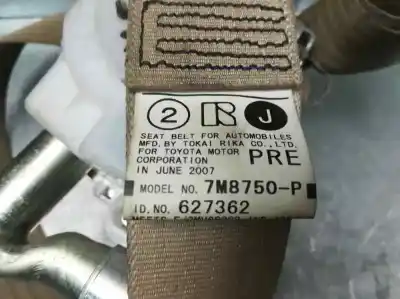 2 R J
SEAT BELT FOR AUTOMOBILES
MFD. BY TOKAI RIKA CO., LTD.
FOR TOYOTA MOTOR
CORPORATION PRE
IN JUNE 2007
MODEL NO. 7M8750-P
ID. NO. 627362